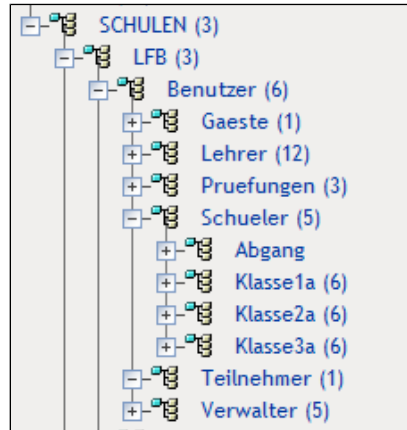 SCHULEN (3)
LFB (3)
Benutzer (6)
Gaeste (1)
Lehrer (12)
Pruefungen (3)
Schueler (5)
Abgang
Klasse1a (6)
Klasse2a (6)
Klasse3a (6)
Teilnehmer (1)
Verwalter (5)